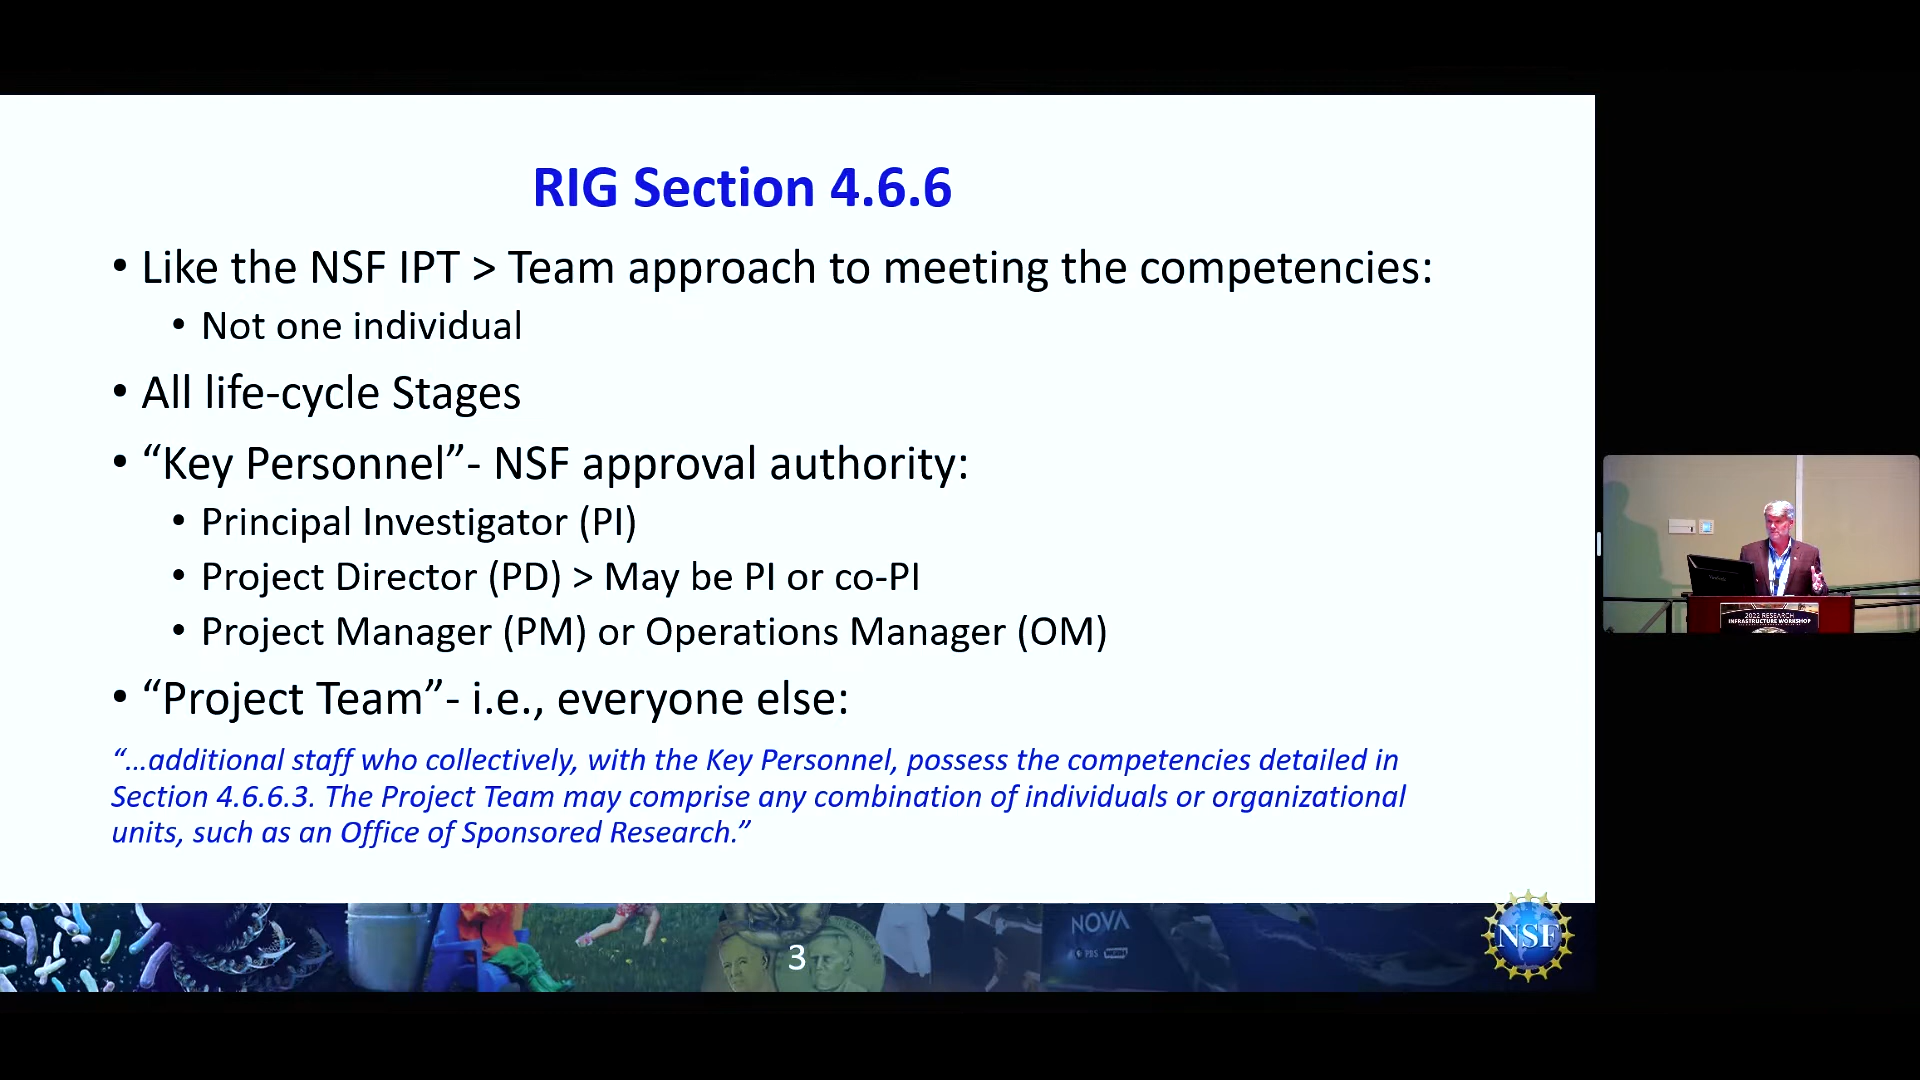 RIG Section 4.6.6
• Like the NSF IPT > Team approach to meeting the competencies:
• Not one individual
• All life-cycle Stages
• “Key Personnel”- NSF approval authority:
• Principal Investigator (PI)
• Project Director (PD) > May be PI or co-PI
• Project Manager (PM) or Operations Manager (OM)
• “Project Team”- i.e., everyone else:
“…additional staff who collectively, with the Key Personnel, possess the competencies detailed in
Section 4.6.6.3. The Project Team may comprise any combination of individuals or organizational
units, such as an Office of Sponsored Research.”
NOVA
PBS
3
NSF
2022 RESEARCH
INFRASTRUCTURE WORKSHOP